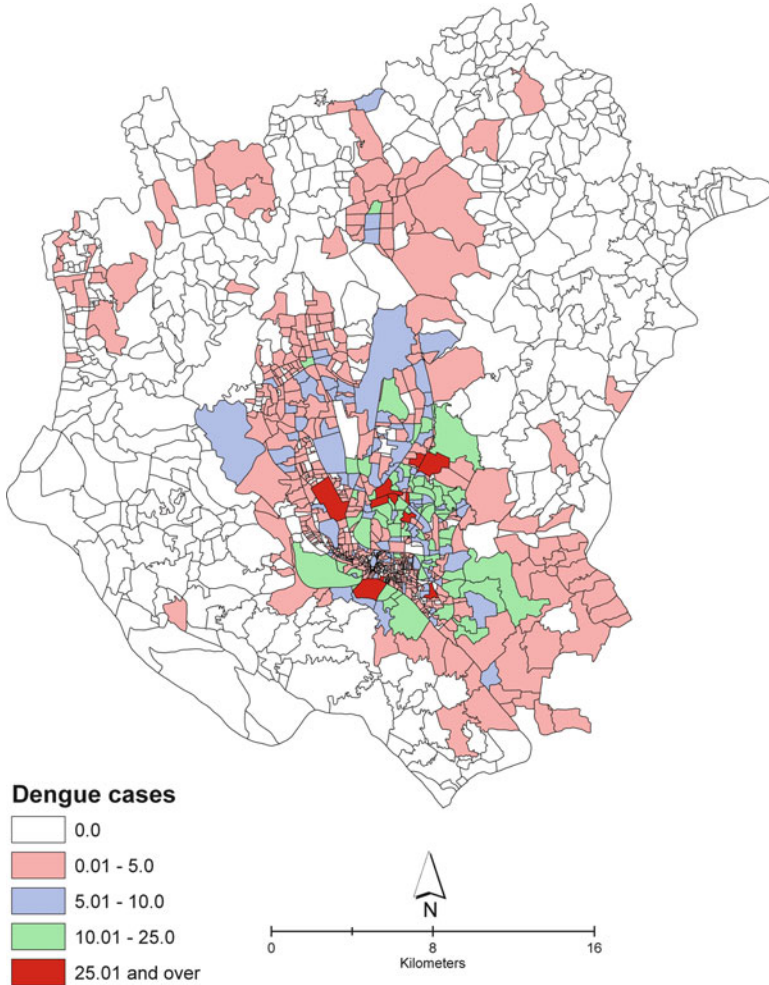 Dengue cases
0.0
0.01 - 5.0
5.01 - 10.0
10.01 - 25.0
25.01 and over
N
0 8 16
Kilometers